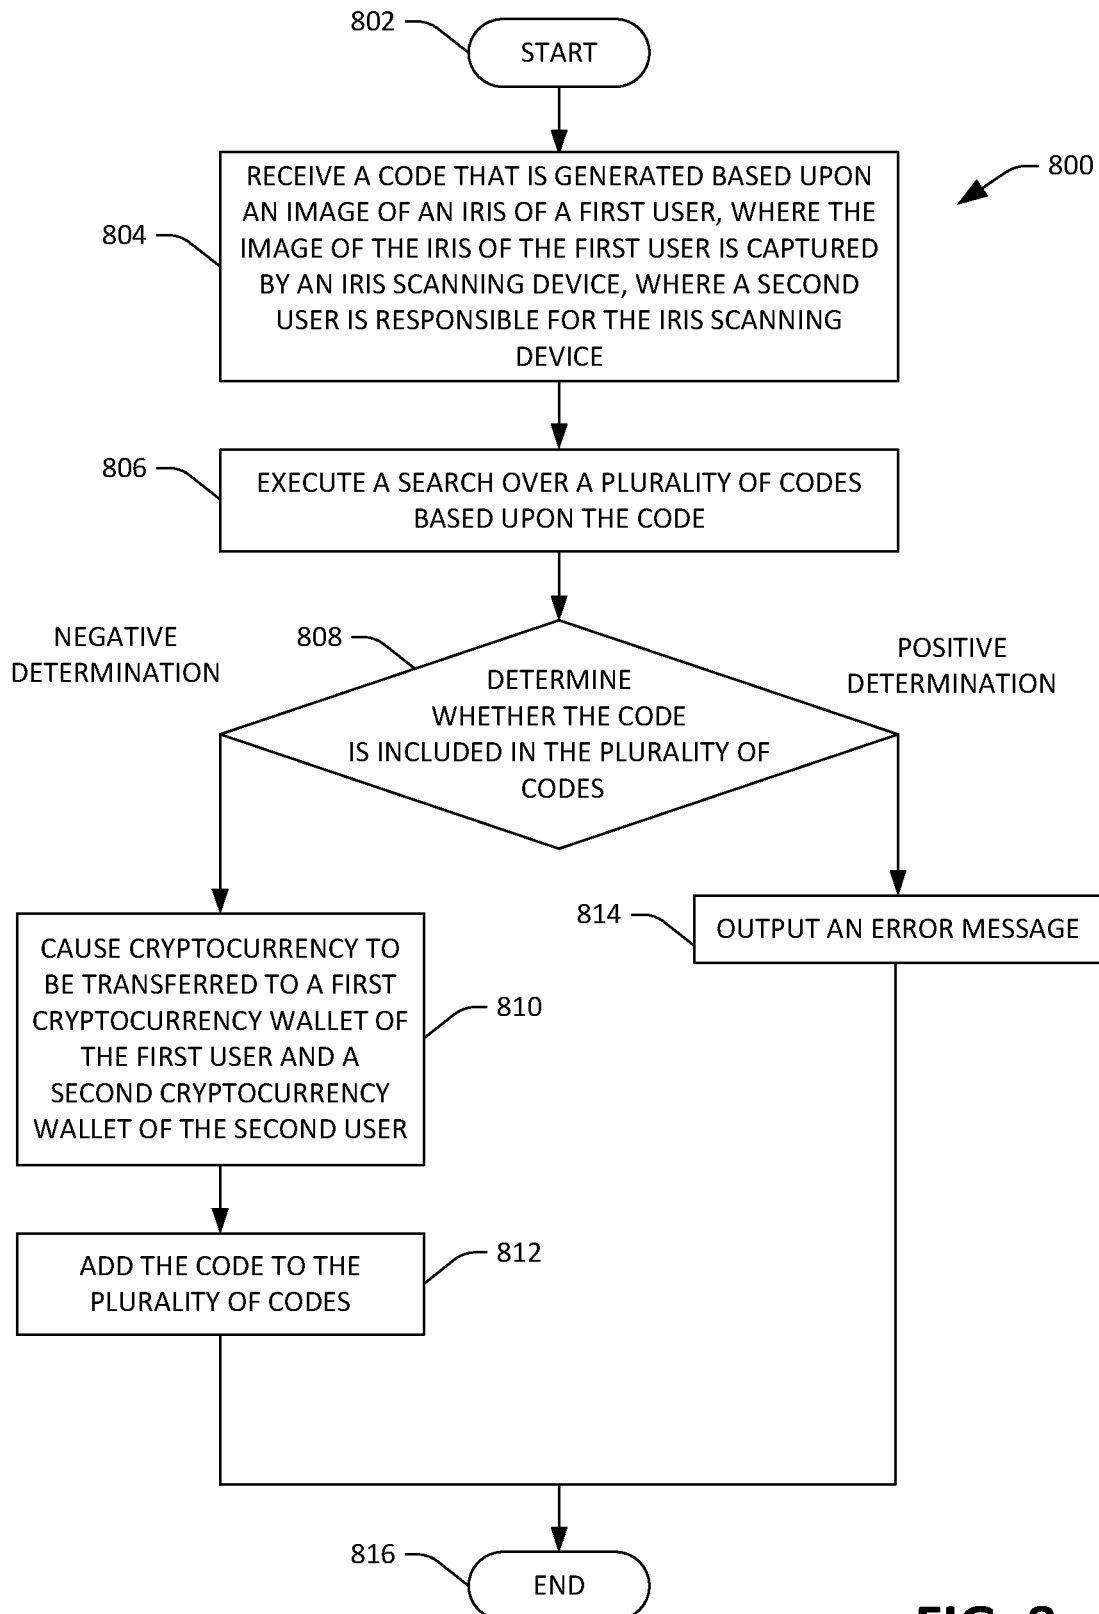 802
START
800
804
RECEIVE A CODE THAT IS GENERATED BASED UPON
AN IMAGE OF AN IRIS OF A FIRST USER, WHERE THE
IMAGE OF THE IRIS OF THE FIRST USER IS CAPTURED
BY AN IRIS SCANNING DEVICE, WHERE A SECOND
USER IS RESPONSIBLE FOR THE IRIS SCANNING
DEVICE
806
EXECUTE A SEARCH OVER A PLURALITY OF CODES
BASED UPON THE CODE
NEGATIVE
DETERMINATION
808
DETERMINE
WHETHER THE CODE
IS INCLUDED IN THE PLURALITY OF
CODES
POSITIVE
DETERMINATION
CAUSE CRYPTOCURRENCY TO
BE TRANSFERRED TO A FIRST
CRYPTOCURRENCY WALLET OF
THE FIRST USER AND A
SECOND CRYPTOCURRENCY
WALLET OF THE SECOND USER
810
814
OUTPUT AN ERROR MESSAGE
ADD THE CODE TO THE
PLURALITY OF CODES
812
816
END
FIG. 8